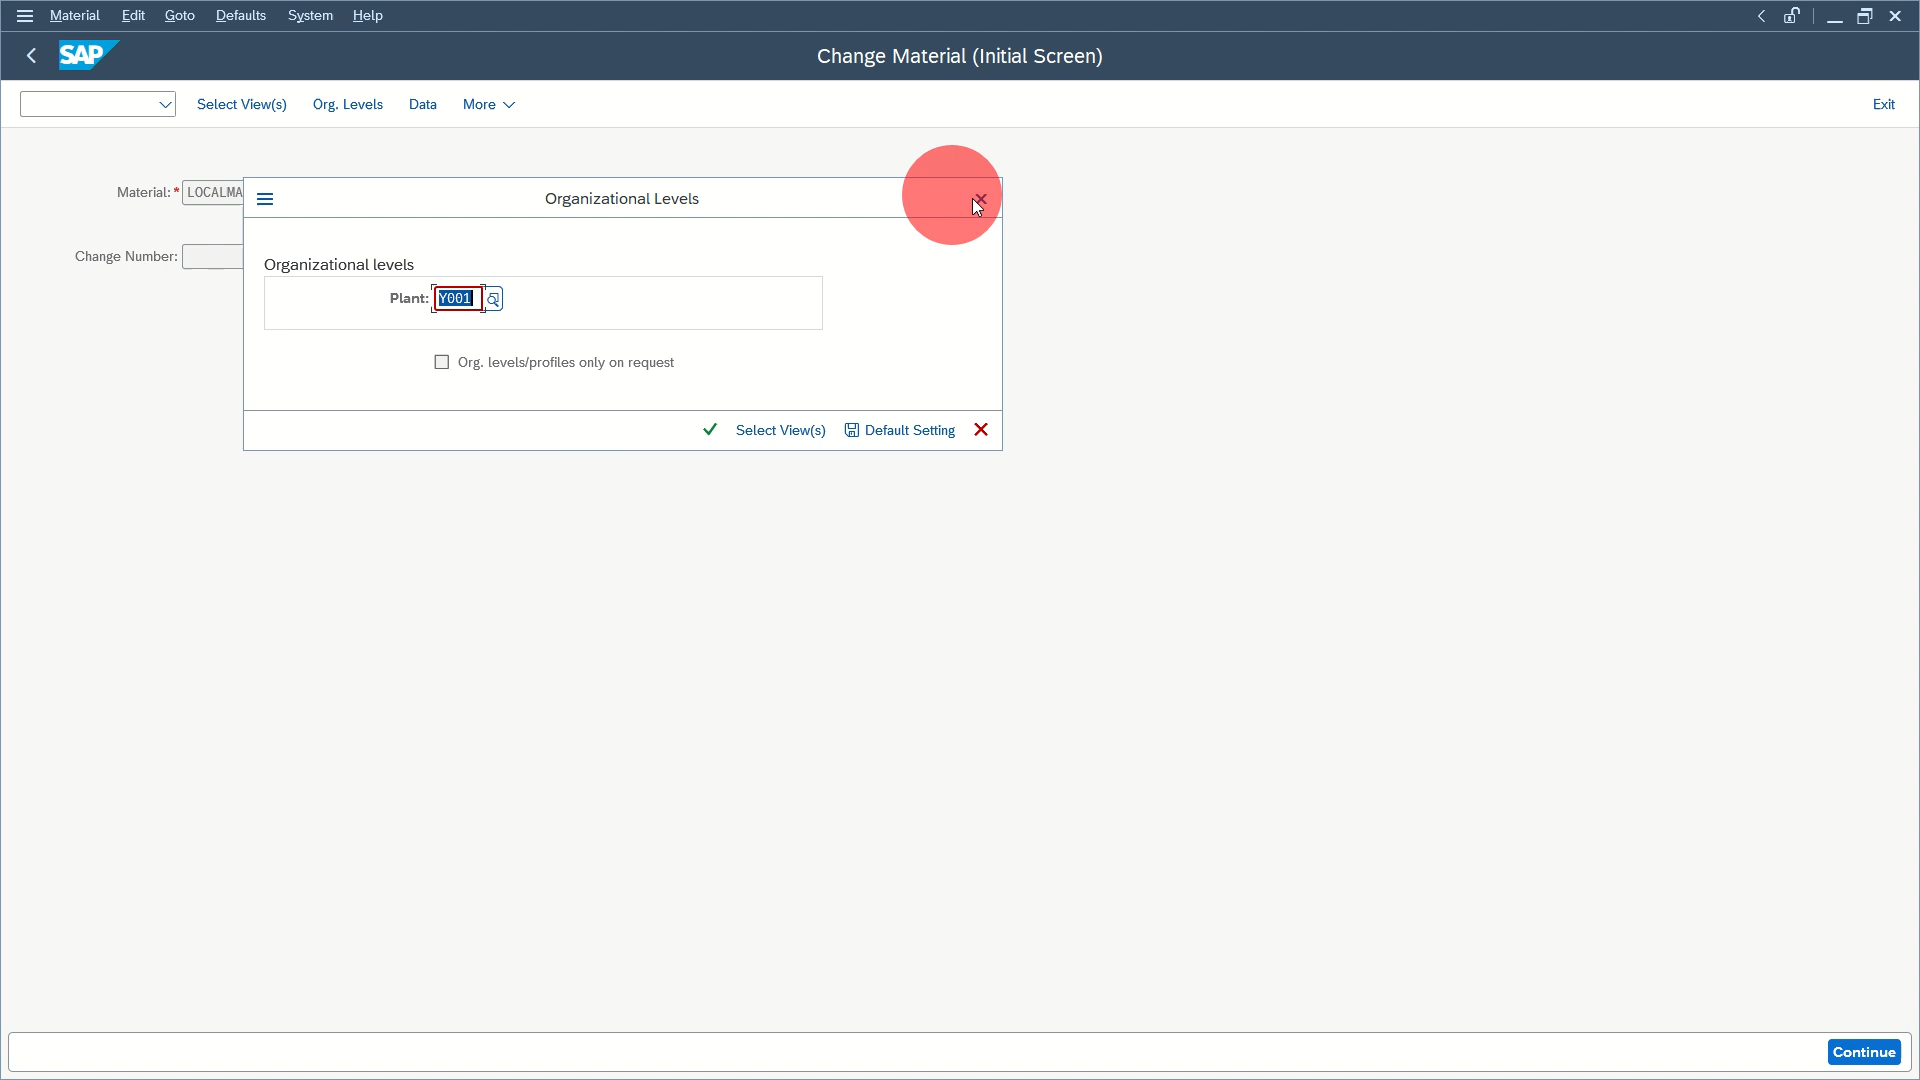 Material Edit Goto Defaults System Help
SAP Change Material (Initial Screen)
Select View(s) Org. Levels Data More Exit
Material: * LOCALMA
Organizational Levels
Change Number:
Organizational levels
Plant: Y001
Org. levels/profiles only on request
Select View(s) Default Setting
Continue